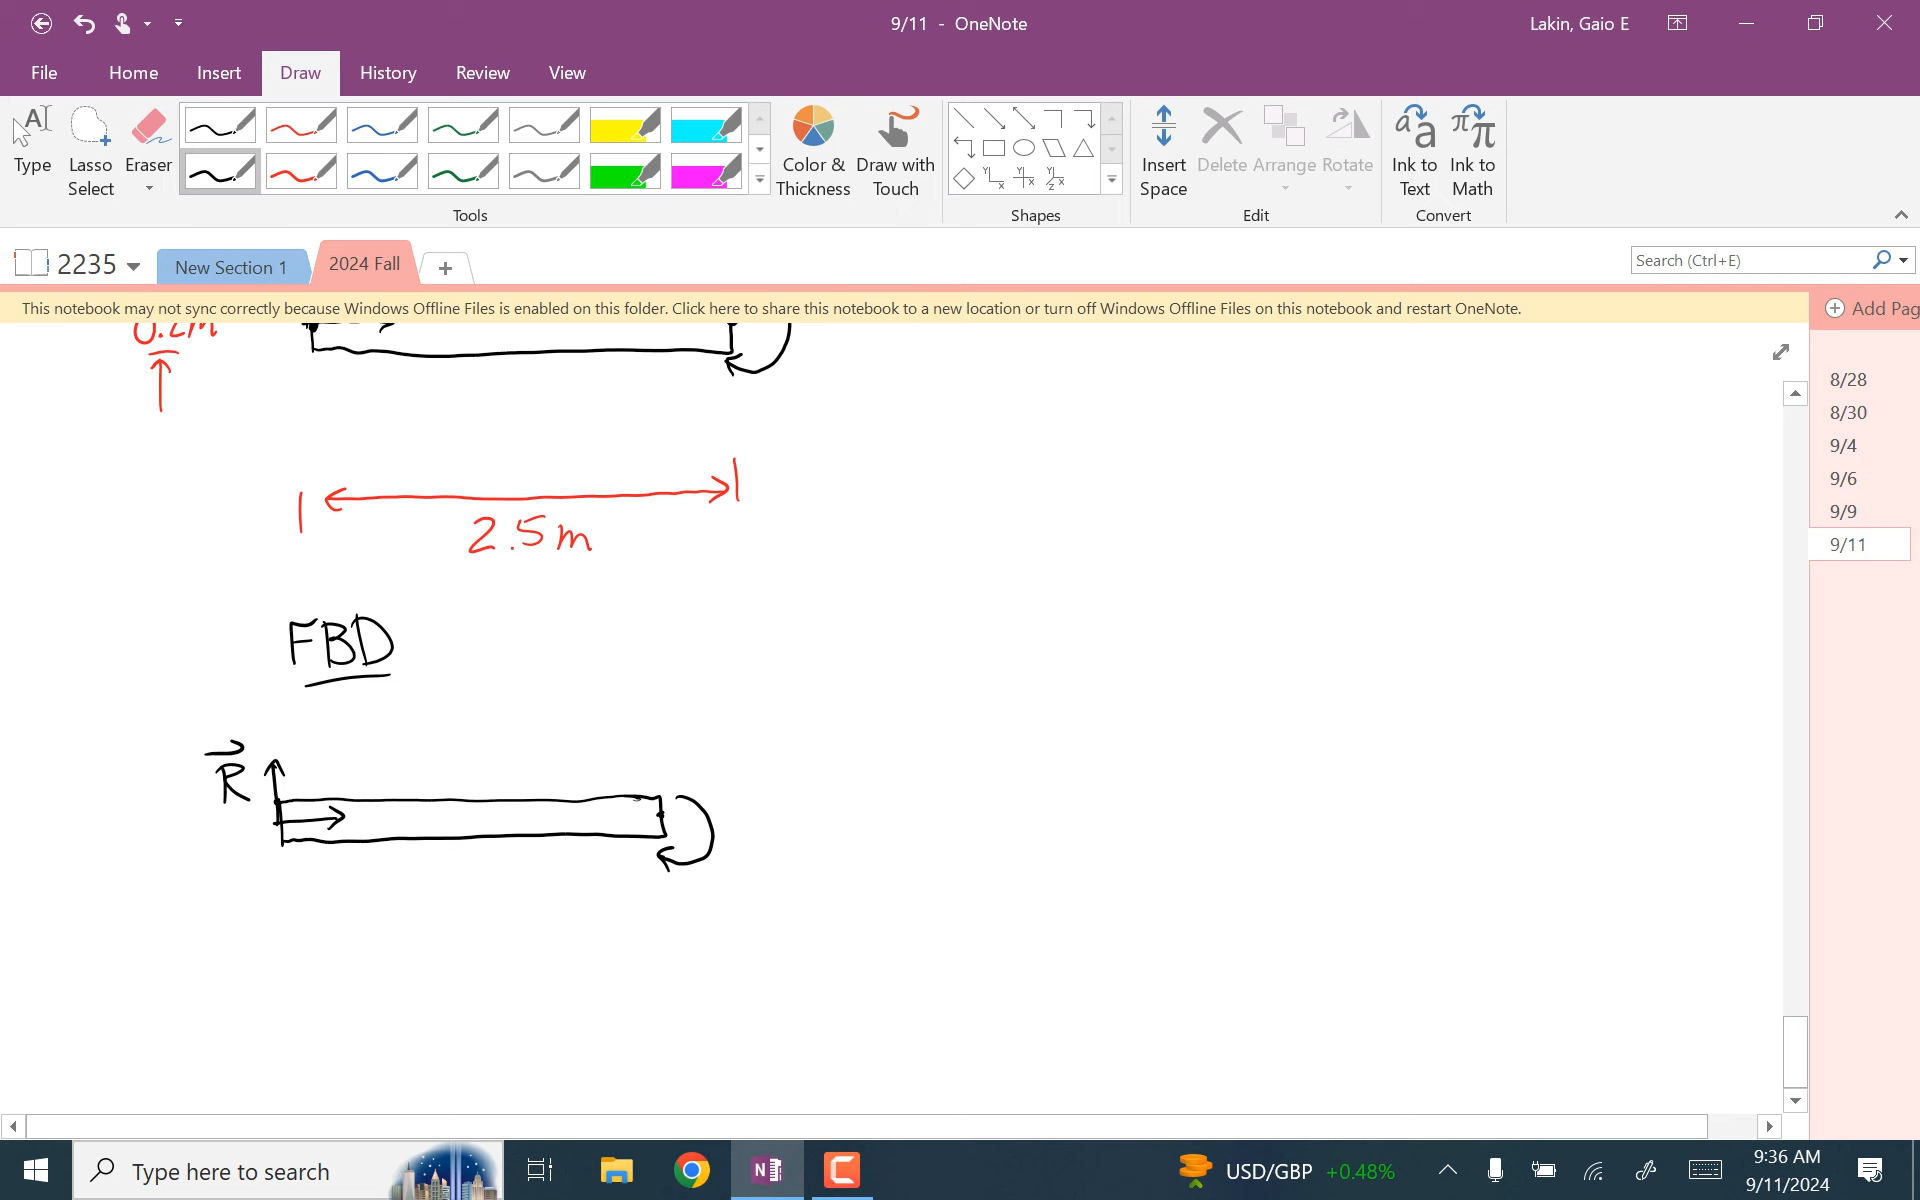 9/11 - OneNote
Lakin, Gaio E
File Home Insert Draw History Review View
Type
Lasso Select
Eraser
Color & Thickness
Draw with Touch
Insert Space
Delete
Arrange
Rotate
Ink to Text
Ink to Math
Tools
Shapes
Edit
Convert
2235
New Section 1
2024 Fall
Search (Ctrl+E)
This notebook may not sync correctly because Windows Offline Files is enabled on this folder. Click here to share this notebook to a new location or turn off Windows Offline Files on this notebook and restart OneNote.
Add Pag
8/28
8/30
9/4
9/6
9/9
9/11
0.2m
2.5m
FBD
R
Type here to search
USD/GBP +0.48%
9:36 AM
9/11/2024